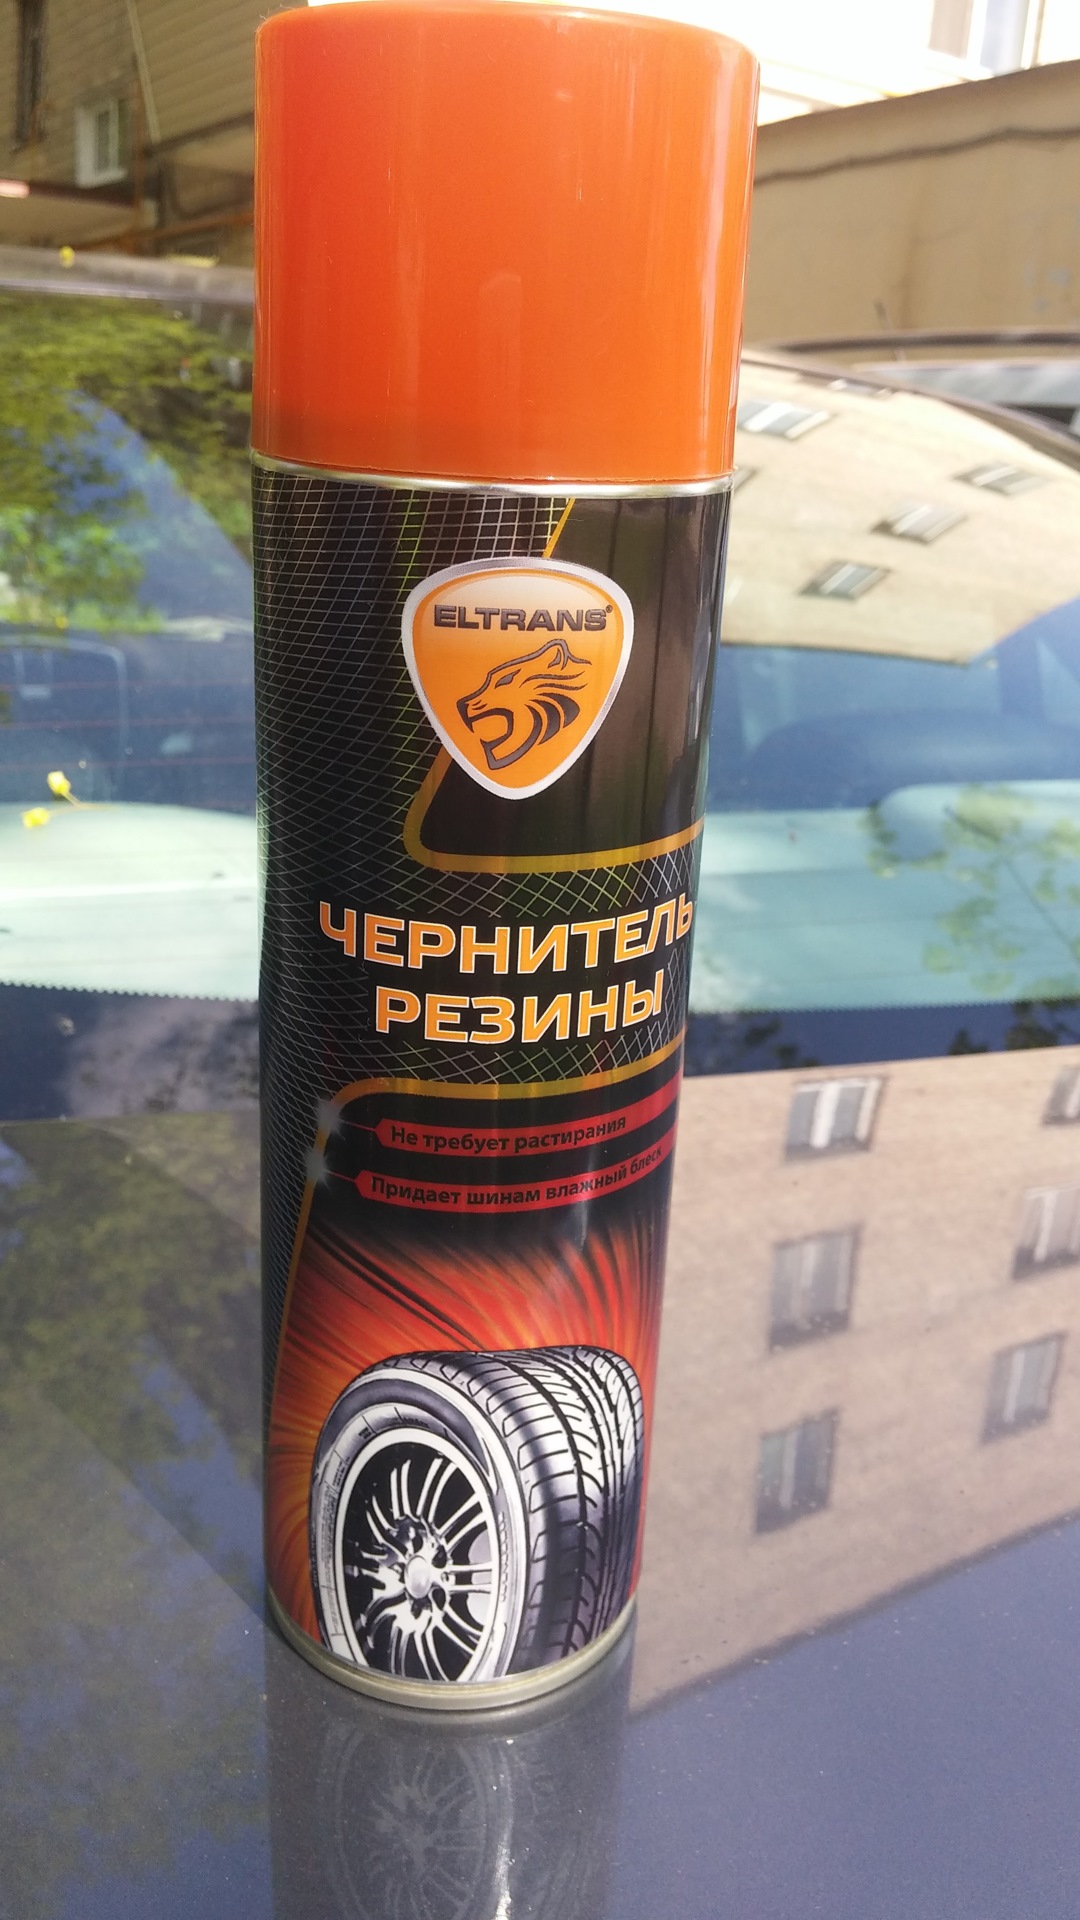 ELTRANS®
ЧЕРНИТЕЛЬ
РЕЗИНЫ
Не требует растирания
Придает шинам влажный блеск